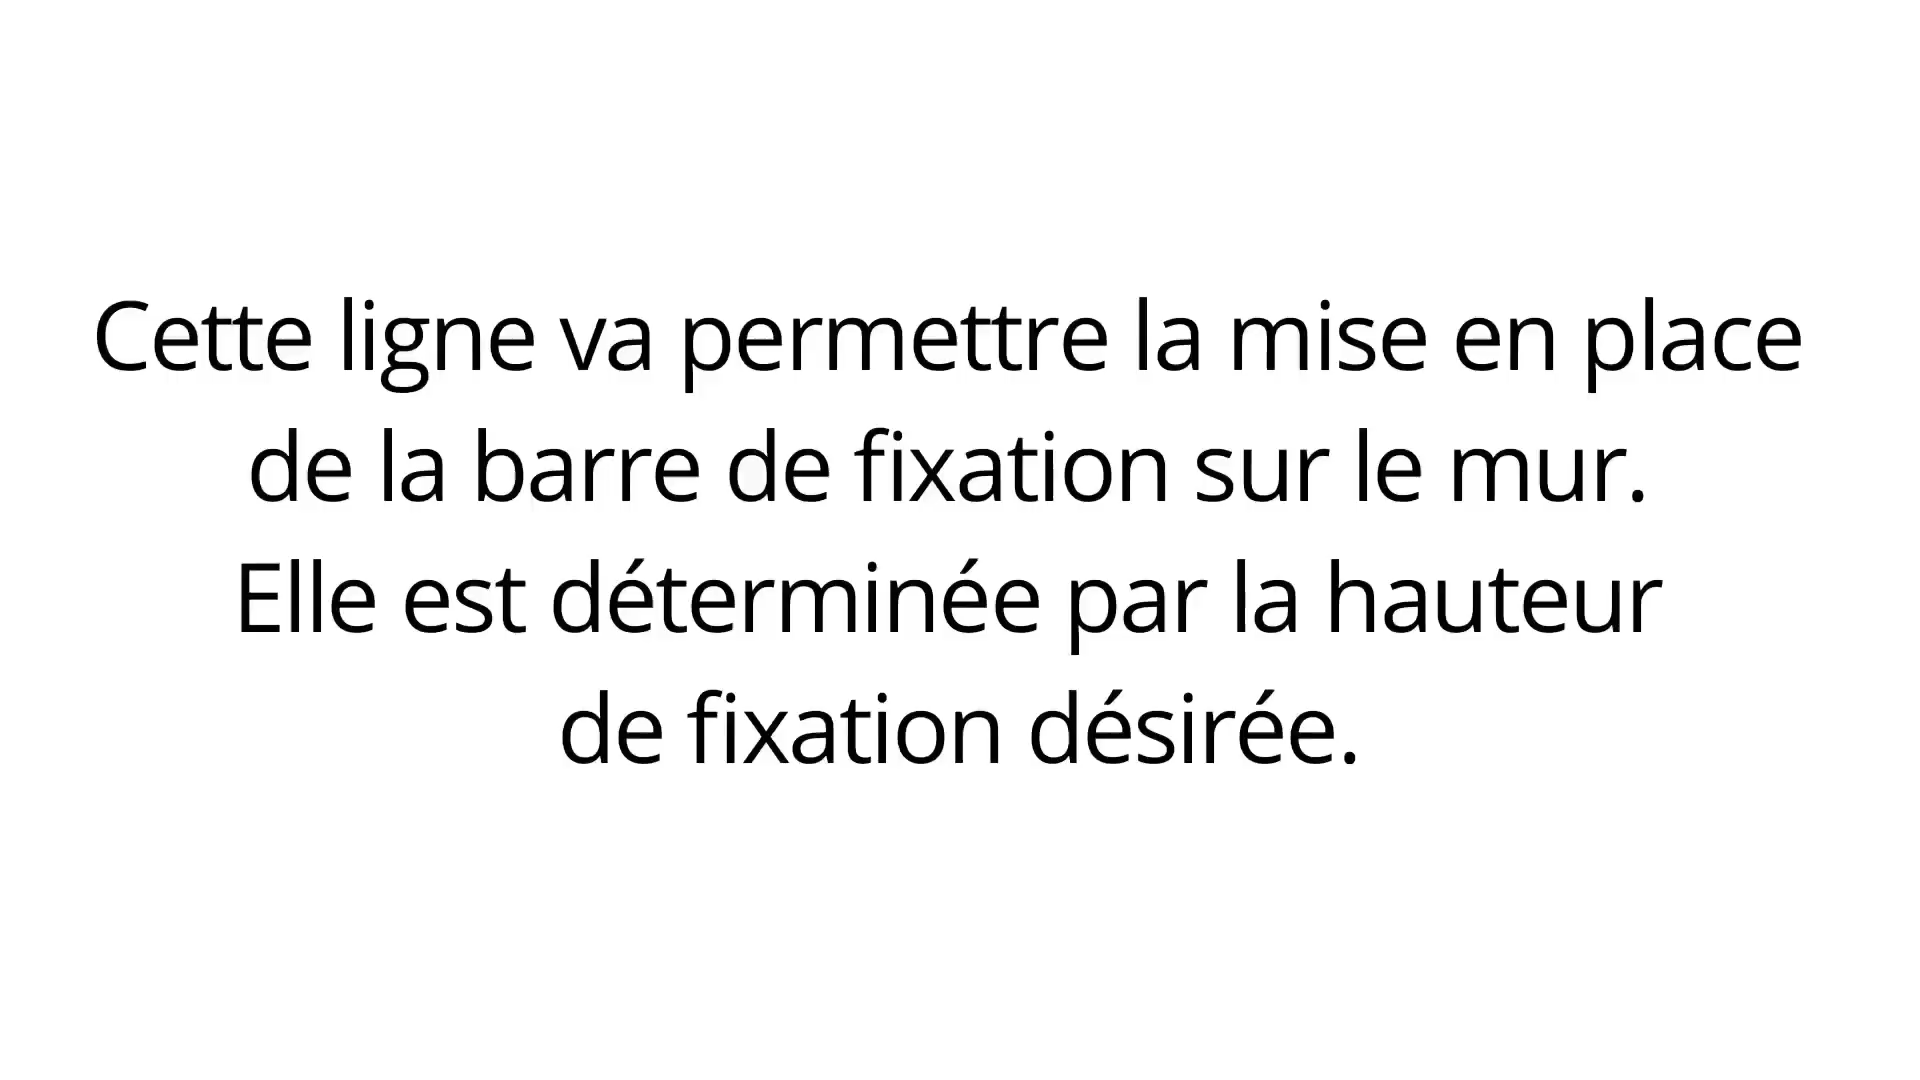 Cette ligne va permettre la mise en place
de la barre de fixation sur le mur.
Elle est déterminée par la hauteur
de fixation désirée.